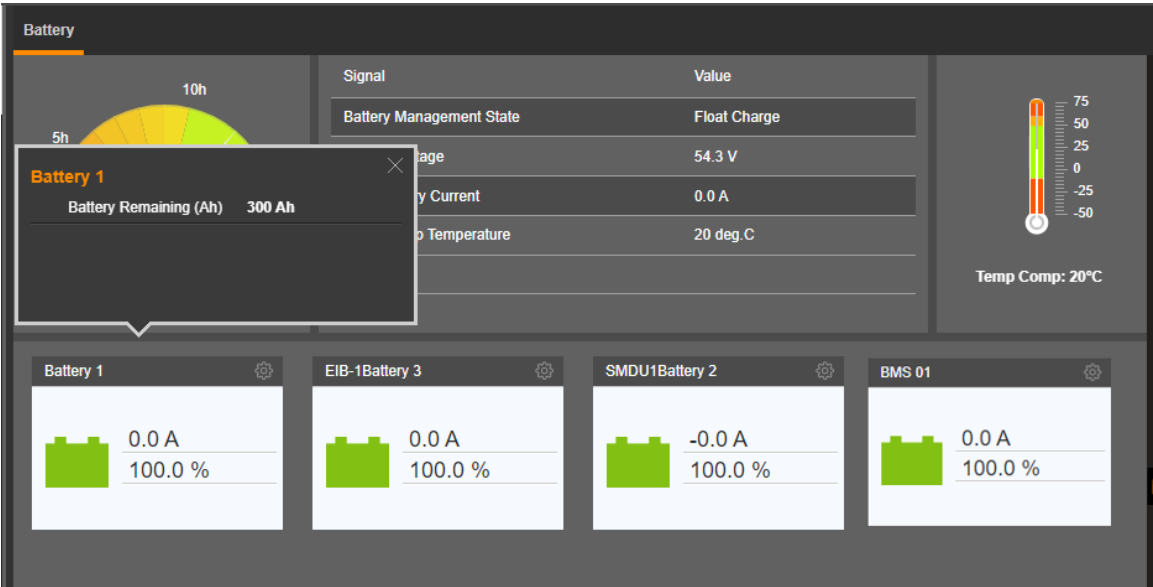 Battery
10h
5h
Signal Value
Battery Management State Float Charge
tage 54.3 V
y Current 0.0 A
Temperature 20 deg.C
75
50
25
0
-25
-50
Temp Comp: 20°C
Battery 1
Battery Remaining (Ah) 300 Ah
Battery 1
0.0 A
100.0 %
EIB-1Battery 3
0.0 A
100.0 %
SMDU1Battery 2
-0.0 A
100.0 %
BMS 01
0.0 A
100.0 %